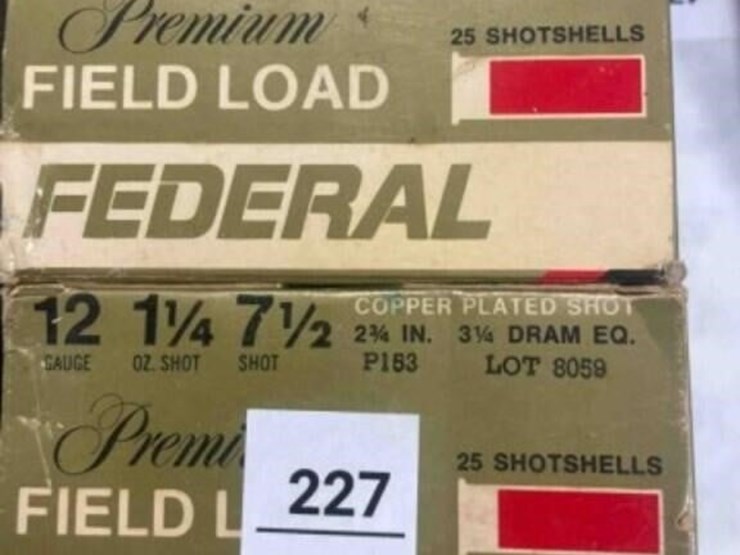 Premium
25 SHOTSHELLS
FIELD LOAD
FEDERAL
12 1¼ 7½ COPPER PLATED SHOT
2¾ IN. 3¼ DRAM EQ.
GAUGE OZ. SHOT SHOT P153 LOT 8059
Premi
25 SHOTSHELLS
FIELD L
227